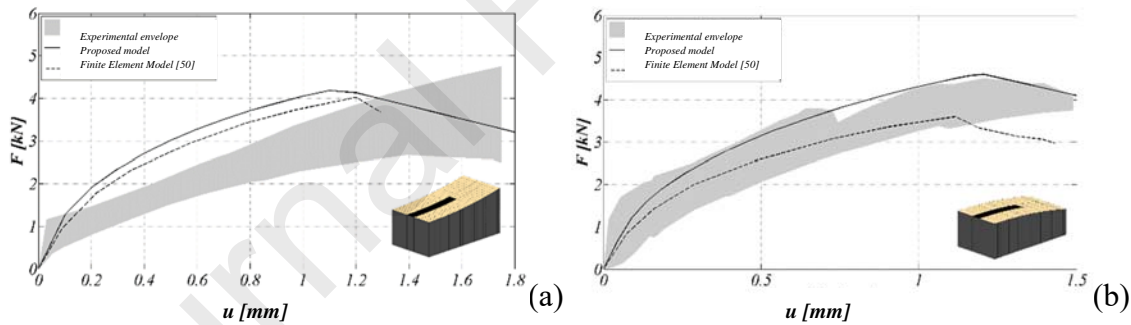 6
Experimental envelope
Proposed model
Finite Element Model [50]
5
4
3
2
1
0
F [kN]
0
0.2
0.4
0.6
0.8
1.0
1.2
1.4
1.6
1.8
u [mm]
(a)
6
Experimental envelope
Proposed model
Finite Element Model [50]
5
4
3
2
1
0
F [kN]
0
0.5
1
1.5
u [mm]
(b)